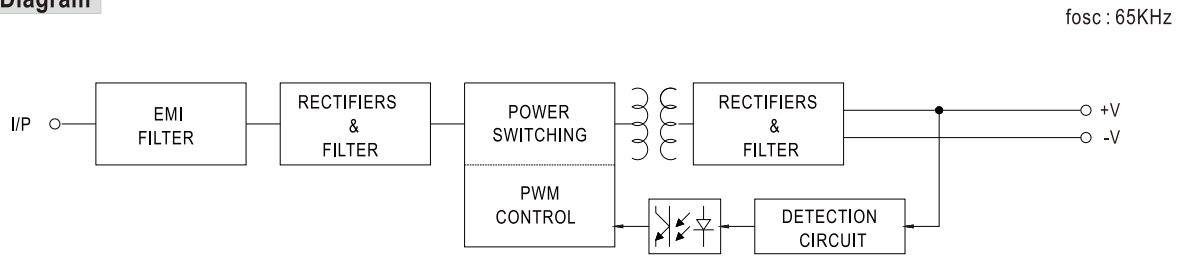 Diagram
fosc : 65KHz
I/P
EMI
FILTER
RECTIFIERS
&
FILTER
POWER
SWITCHING
PWM
CONTROL
RECTIFIERS
&
FILTER
+V
-V
DETECTION
CIRCUIT